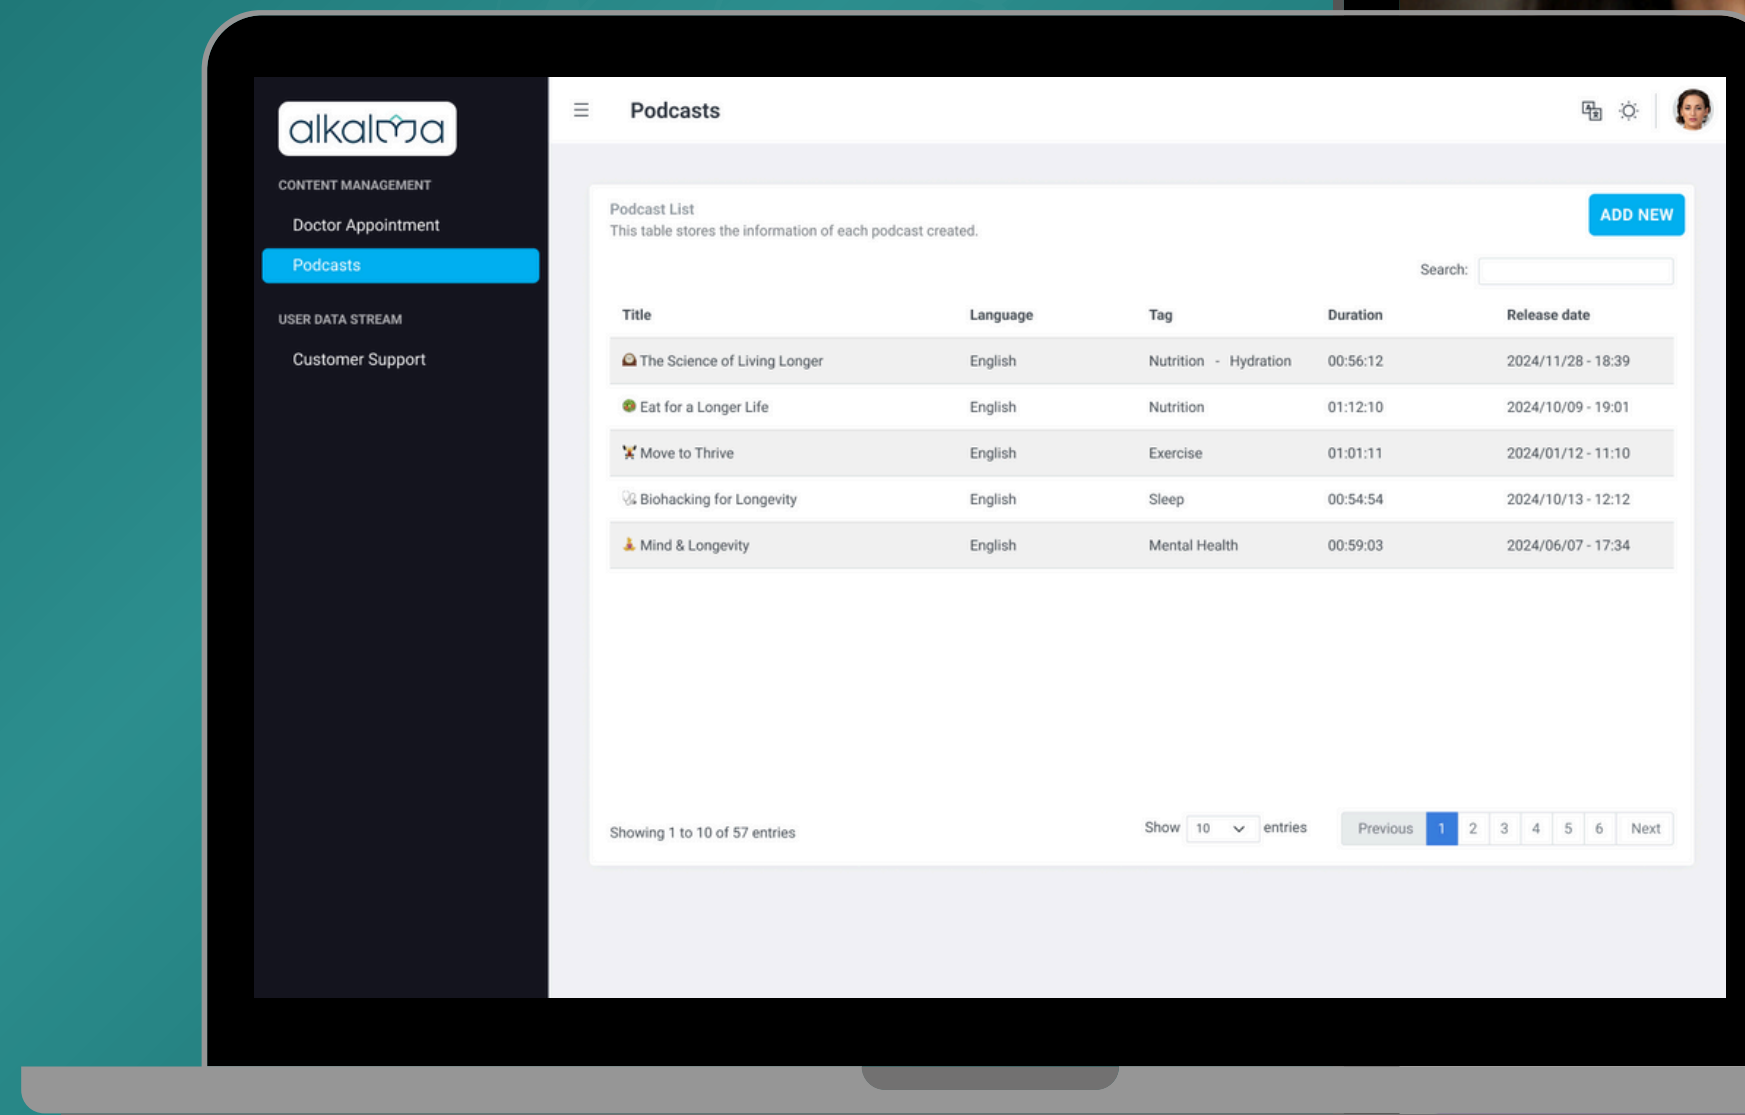 alkalma
CONTENT MANAGEMENT
Doctor Appointment
Podcasts
USER DATA STREAM
Customer Support
Podcasts
Podcast List
This table stores the information of each podcast created.
ADD NEW
Search:
Title Language Tag Duration Release date
The Science of Living Longer English Nutrition - Hydration 00:56:12 2024/11/28 - 18:39
Eat for a Longer Life English Nutrition 01:12:10 2024/10/09 - 19:01
Move to Thrive English Exercise 01:01:11 2024/01/12 - 11:10
Biohacking for Longevity English Sleep 00:54:54 2024/10/13 - 12:12
Mind & Longevity English Mental Health 00:59:03 2024/06/07 - 17:34
Showing 1 to 10 of 57 entries Show 10 entries Previous 1 2 3 4 5 6 Next